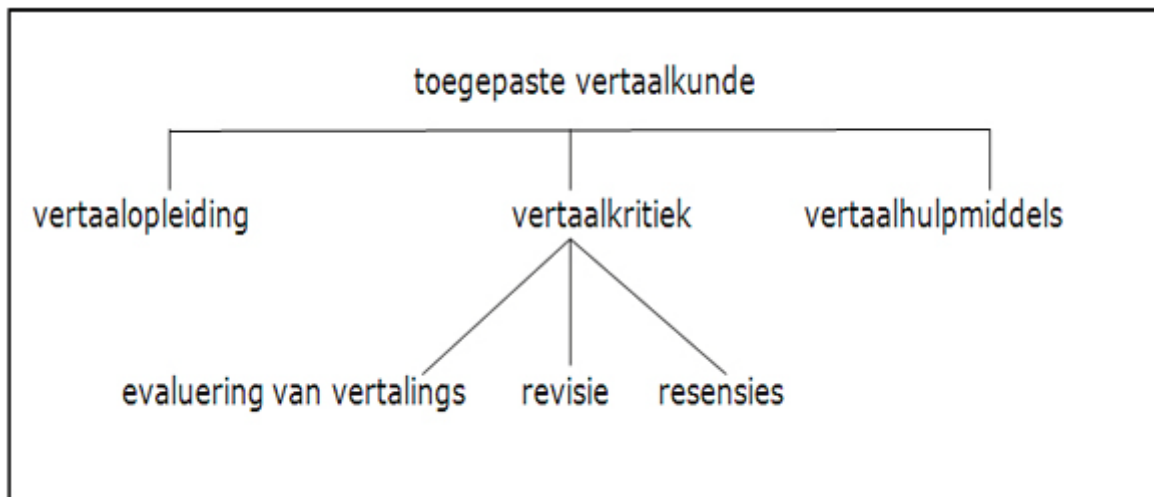 toegepaste vertaalkunde
vertaalopleiding vertaalkritiek vertaalhulpmiddels
evaluering van vertalings revisie resensies